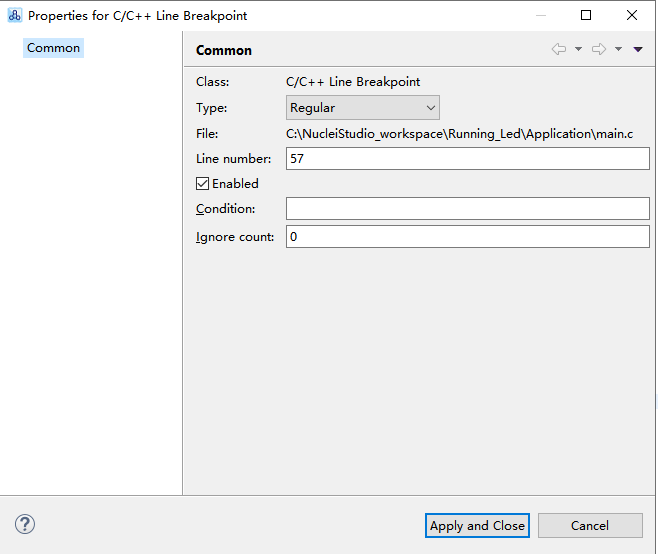 Properties for C/C++ Line Breakpoint
Common
Common
Class: C/C++ Line Breakpoint
Type: Regular
File: C:\NucleiStudio_workspace\Running_Led\Application\main.c
Line number: 57
Enabled
Condition:
Ignore count: 0
?
Apply and Close Cancel